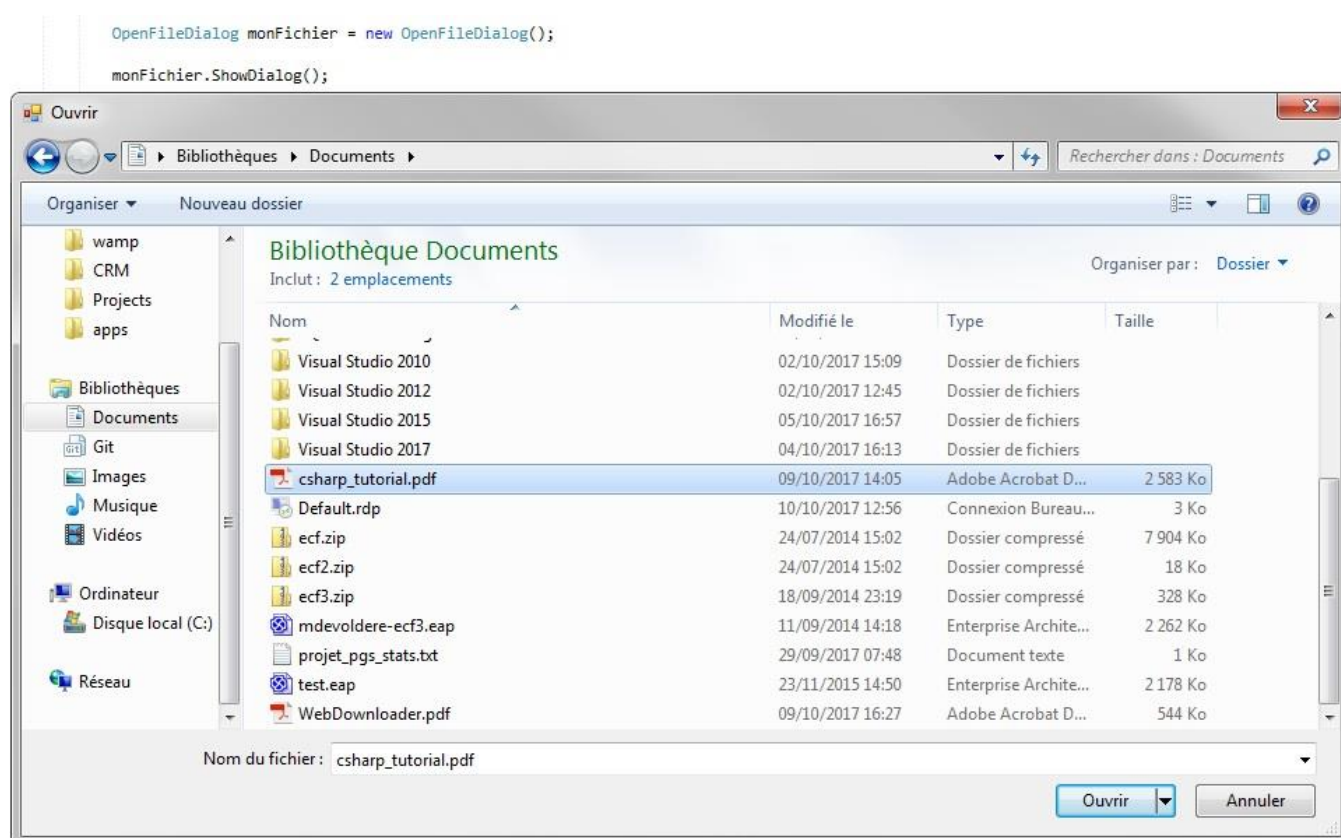 OpenFileDialog monFichier = new OpenFileDialog();
monFichier.ShowDialog();
Ouvrir
Bibliothèques Documents
Rechercher dans : Documents
Organiser Nouveau dossier
wamp
CRM
Projects
apps
Bibliothèques
Documents
Git
Images
Musique
Vidéos
Ordinateur
Disque local (C:)
Réseau
Bibliothèque Documents
Inclut : 2 emplacements
Organiser par : Dossier
Nom Modifié le Type Taille
Visual Studio 2010 02/10/2017 15:09 Dossier de fichiers
Visual Studio 2012 02/10/2017 12:45 Dossier de fichiers
Visual Studio 2015 05/10/2017 16:57 Dossier de fichiers
Visual Studio 2017 04/10/2017 16:13 Dossier de fichiers
csharp_tutorial.pdf 09/10/2017 14:05 Adobe Acrobat D... 2 583 Ko
Default.rdp 10/10/2017 12:56 Connexion Bureau... 3 Ko
ecf.zip 24/07/2014 15:02 Dossier compressé 7 904 Ko
ecf2.zip 24/07/2014 15:02 Dossier compressé 18 Ko
ecf3.zip 18/09/2014 23:19 Dossier compressé 328 Ko
mdevoldere-ecf3.eap 11/09/2014 14:18 Enterprise Archite... 2 262 Ko
projet_pgs_stats.txt 29/09/2017 07:48 Document texte 1 Ko
test.eap 23/11/2015 14:50 Enterprise Archite... 2 178 Ko
WebDownloader.pdf 09/10/2017 16:27 Adobe Acrobat D... 544 Ko
Nom du fichier : csharp_tutorial.pdf
Ouvrir Annuler